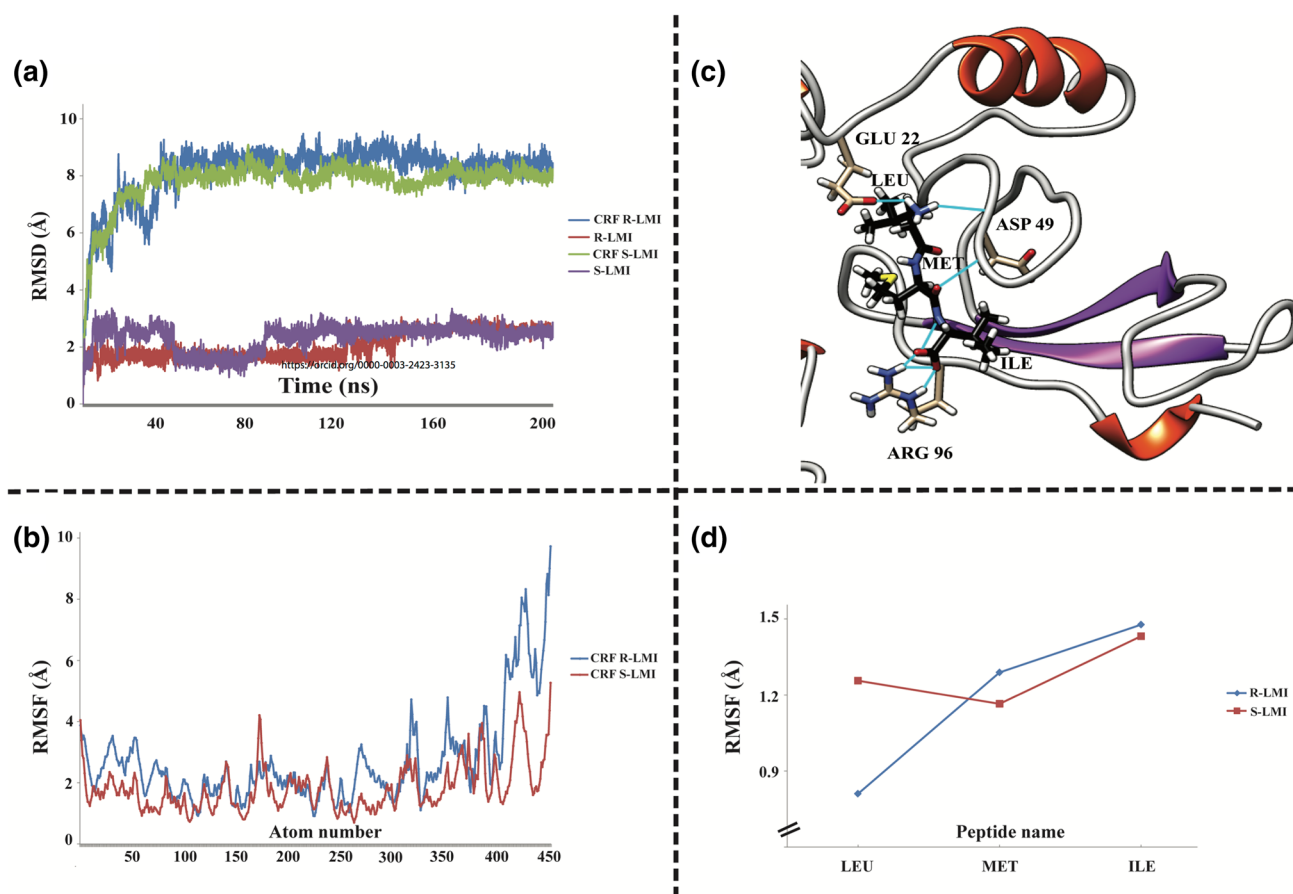 (a)
10
8
6
4
2
0
RMSD (Å)
40
80
120
160
200
Time (ns)
https://orcid.org/0000-0003-2423-3135
CRF R-LMI
R-LMI
CRF S-LMI
S-LMI
(c)
GLU 22
LEU
ASP 49
MET
ILE
ARG 96
(b)
10
8
6
4
2
0
RMSF (Å)
Atom number
50
100
150
200
250
300
350
400
450
CRF R-LMI
CRF S-LMI
(d)
1.5
1.2
0.9
RMSF (Å)
Peptide name
LEU
MET
ILE
R-LMI
S-LMI